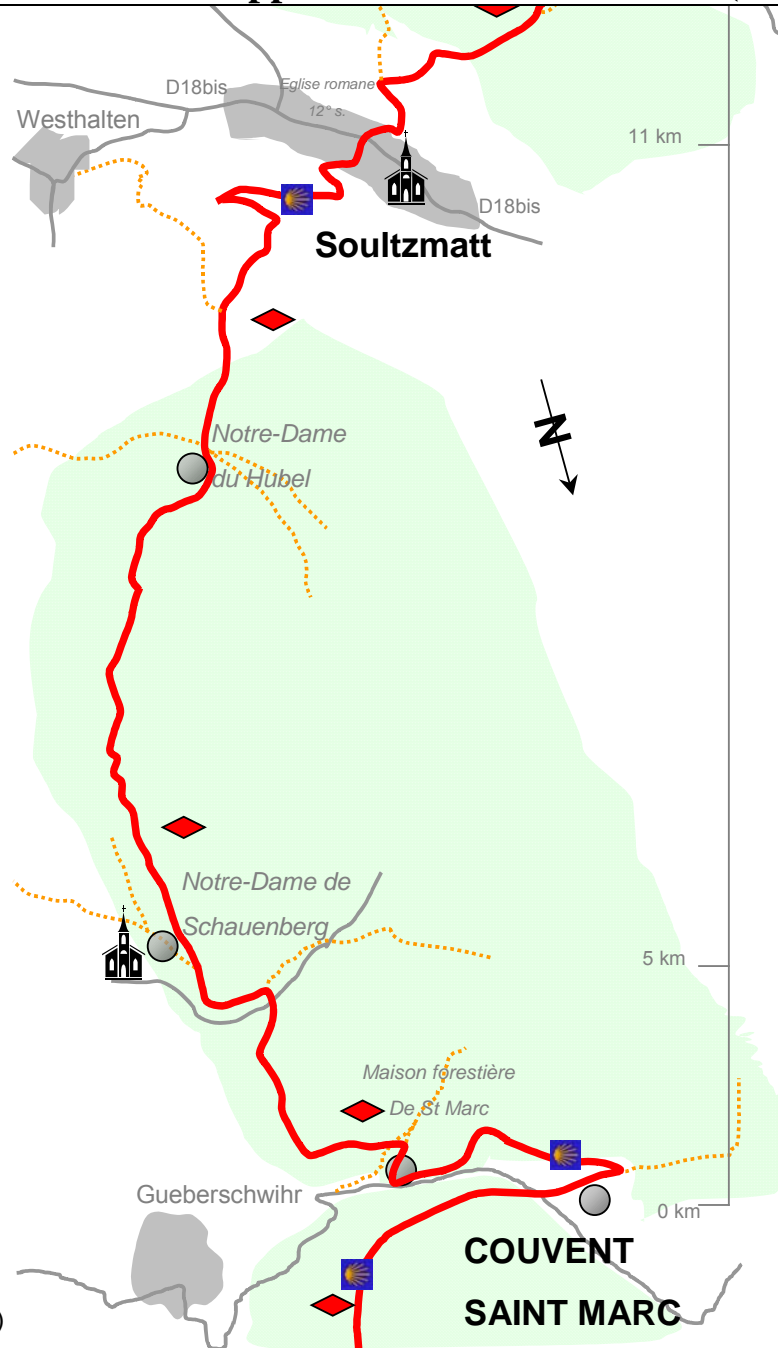 D18bis
Eglise romane
12° s.
Westhalten
11 km
D18bis
Soultzmatt
N
Notre-Dame
du Hubel
Notre-Dame de
Schauenberg
5 km
Maison forestière
De St Marc
Gueberschwihr
0 km
COUVENT
SAINT MARC